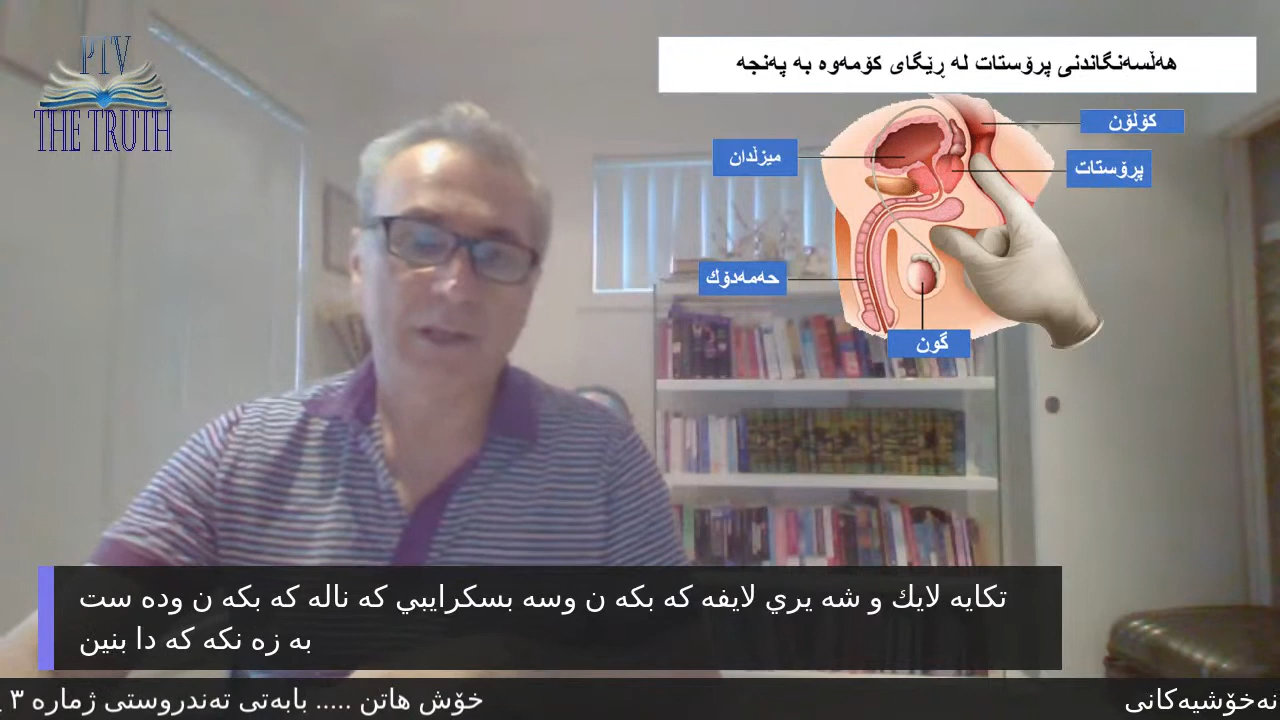 PTV
THE TRUTH
هەڵسەنگاندنی پرۆستات لە ڕێگای کۆمەوە بە پەنجە
کۆڵۆن
میزڵدان
پرۆستات
حەمەدۆك
گون
تكايه لايك و شه يري لايفه كه بكه ن وسه بسكرايبي كه ناله كه بكه ن وده ست
به زه نكه كه دا بنين
خۆش هاتن ..... بابەتی تەندروستی ژمارە ٣
نەخۆشیەکانی